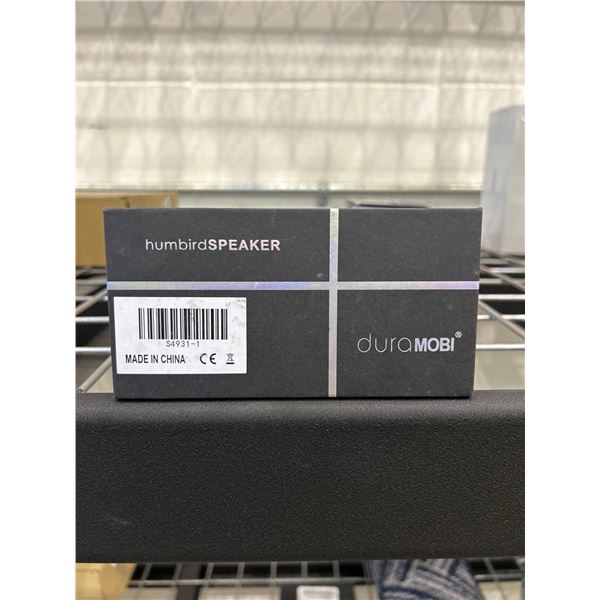 humbirdSPEAKER
S4931-1
MADE IN CHINA CE
duraMOBI®